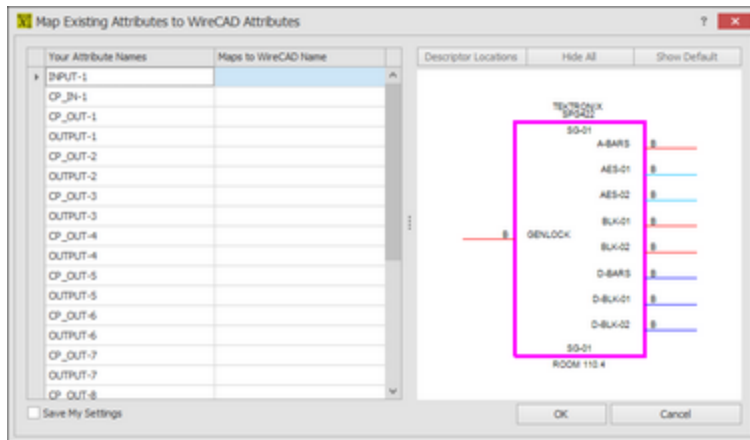 Map Existing Attributes to WireCAD Attributes
?
Your Attribute Names Maps to WireCAD Name
INPUT-1
CP_IN-1
CP_OUT-1
OUTPUT-1
CP_OUT-2
OUTPUT-2
CP_OUT-3
OUTPUT-3
CP_OUT-4
OUTPUT-4
CP_OUT-5
OUTPUT-5
CP_OUT-6
OUTPUT-6
CP_OUT-7
OUTPUT-7
CP_OUT-8
Save My Settings
Descriptor Locations Hide All Show Default
TEKTRONIX
SPG422
SG-01
A-BARS B
AES-01 B
AES-02 B
BLK-01 B
B GENLOCK
BLK-02 B
D-BARS B
D-BLK-01 B
D-BLK-02 B
SG-01
ROOM 110.4
OK Cancel